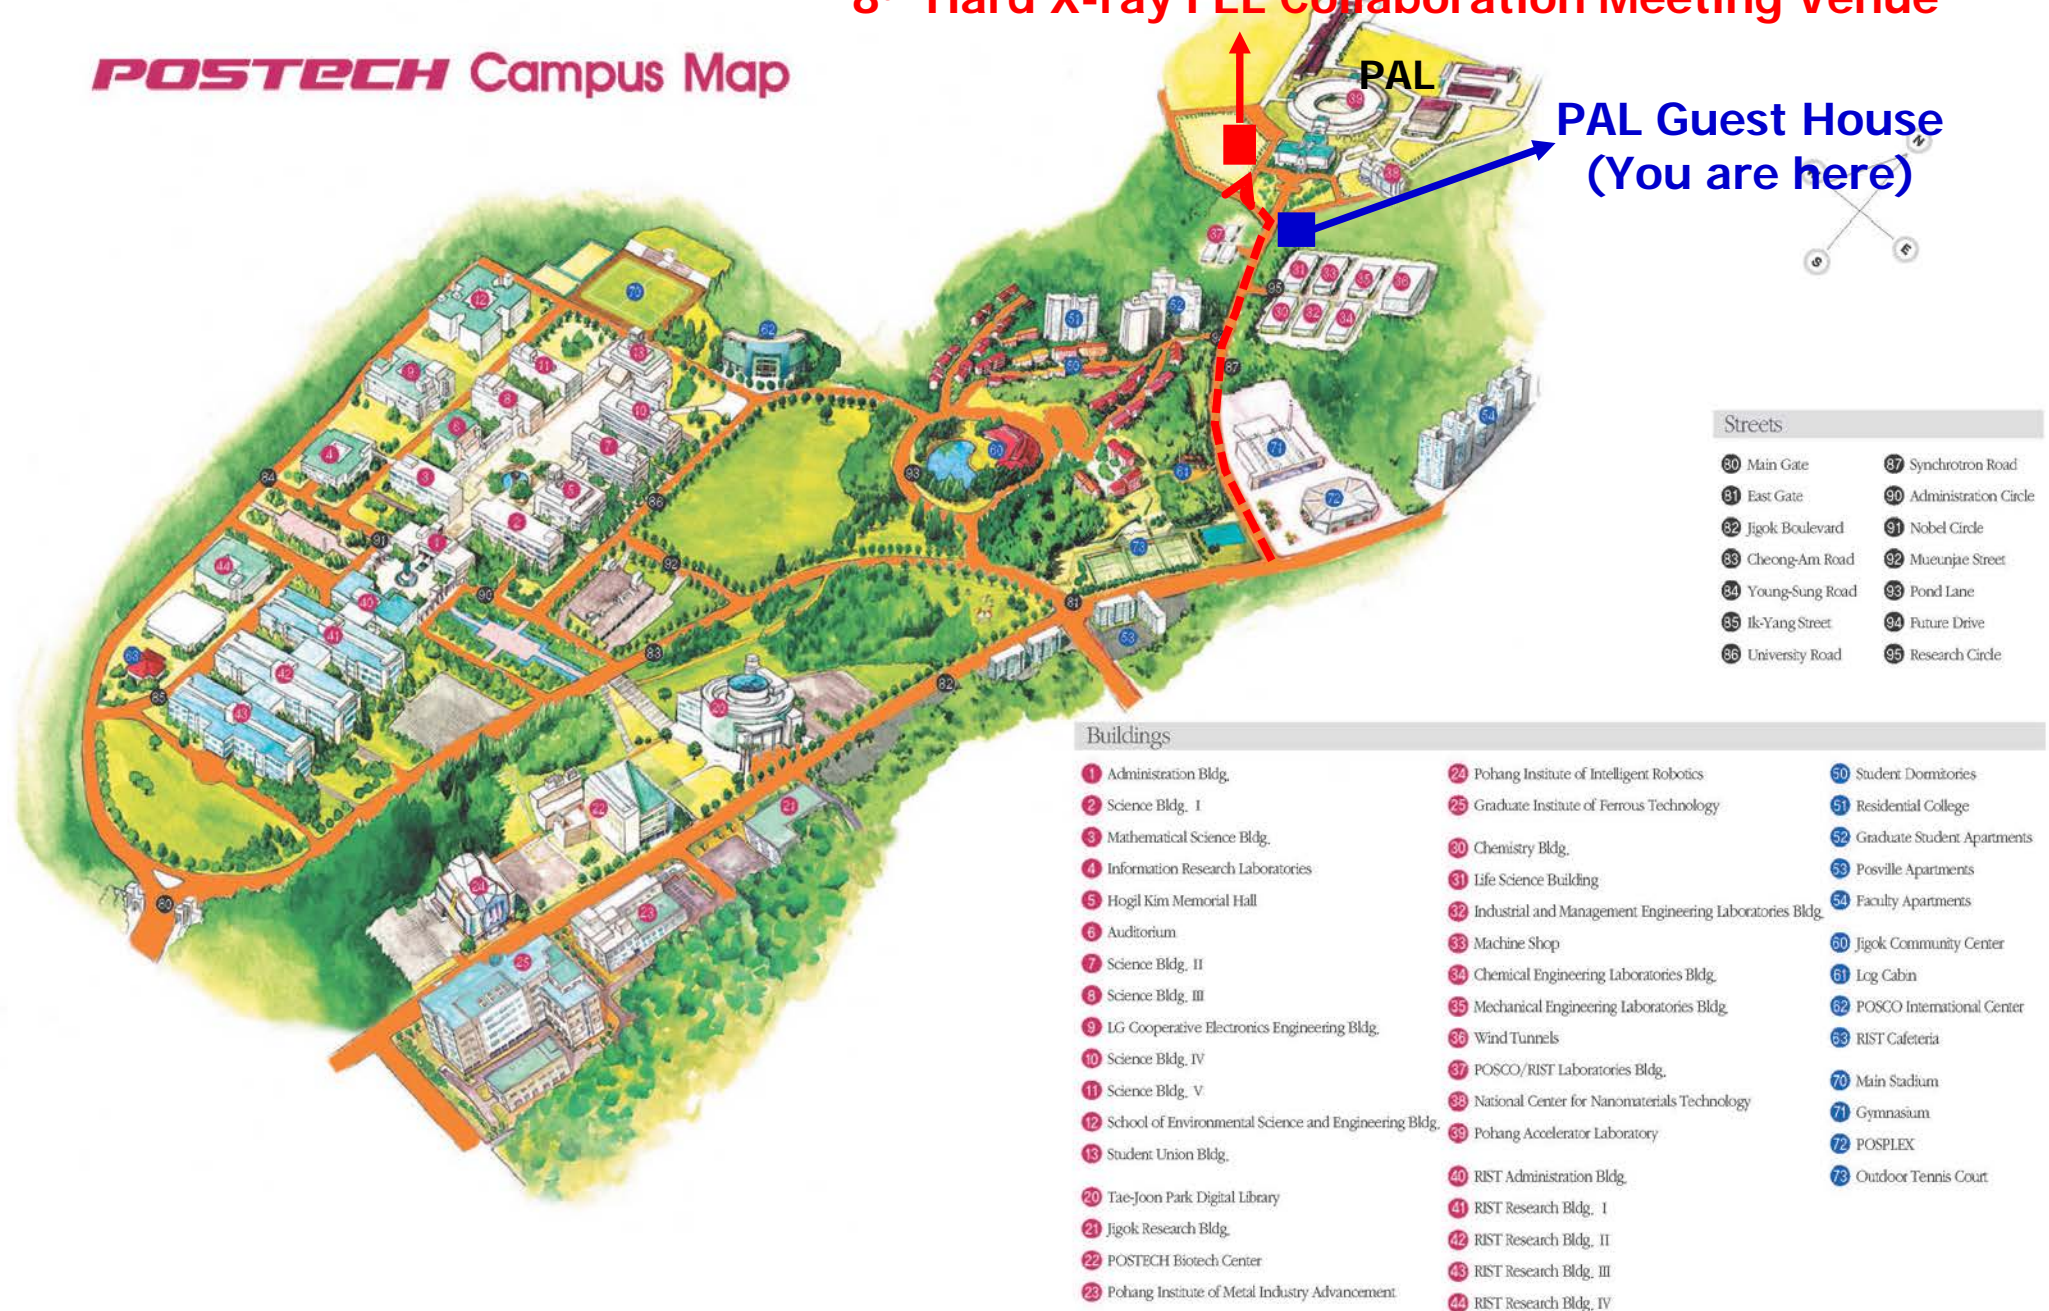 Hard X-ray FEL Collaboration Meeting Venue
POSTECH Campus Map
PAL
PAL Guest House
(You are here)
N
E
S
Streets
80 Main Gate
81 East Gate
82 Jigok Boulevard
83 Cheong-Am Road
84 Young-Sung Road
85 Ik-Yang Street
86 University Road
87 Synchrotron Road
90 Administration Circle
91 Nobel Circle
92 Mueunjae Street
93 Pond Lane
94 Future Drive
95 Research Circle
Buildings
1 Administration Bldg.
2 Science Bldg. I
3 Mathematical Science Bldg.
4 Information Research Laboratories
5 Hogil Kim Memorial Hall
6 Auditorium
7 Science Bldg. II
8 Science Bldg. III
9 LG Cooperative Electronics Engineering Bldg.
10 Science Bldg. IV
11 Science Bldg. V
12 School of Environmental Science and Engineering Bldg.
13 Student Union Bldg.
20 Tae-Joon Park Digital Library
21 Jigok Research Bldg.
22 POSTECH Biotech Center
23 Pohang Institute of Metal Industry Advancement
24 Pohang Institute of Intelligent Robotics
25 Graduate Institute of Ferrous Technology
30 Chemistry Bldg.
31 Life Science Building
32 Industrial and Management Engineering Laboratories Bldg.
33 Machine Shop
34 Chemical Engineering Laboratories Bldg.
35 Mechanical Engineering Laboratories Bldg.
36 Wind Tunnels
37 POSCO/RIST Laboratories Bldg.
38 National Center for Nanomaterials Technology
39 Pohang Accelerator Laboratory
40 RIST Administration Bldg.
41 RIST Research Bldg. I
42 RIST Research Bldg. II
43 RIST Research Bldg. III
44 RIST Research Bldg. IV
50 Student Dormitories
51 Residential College
52 Graduate Student Apartments
53 Posville Apartments
54 Faculty Apartments
60 Jigok Community Center
61 Log Cabin
62 POSCO International Center
63 RIST Cafeteria
70 Main Stadium
71 Gymnasium
72 POSPLEX
73 Outdoor Tennis Court